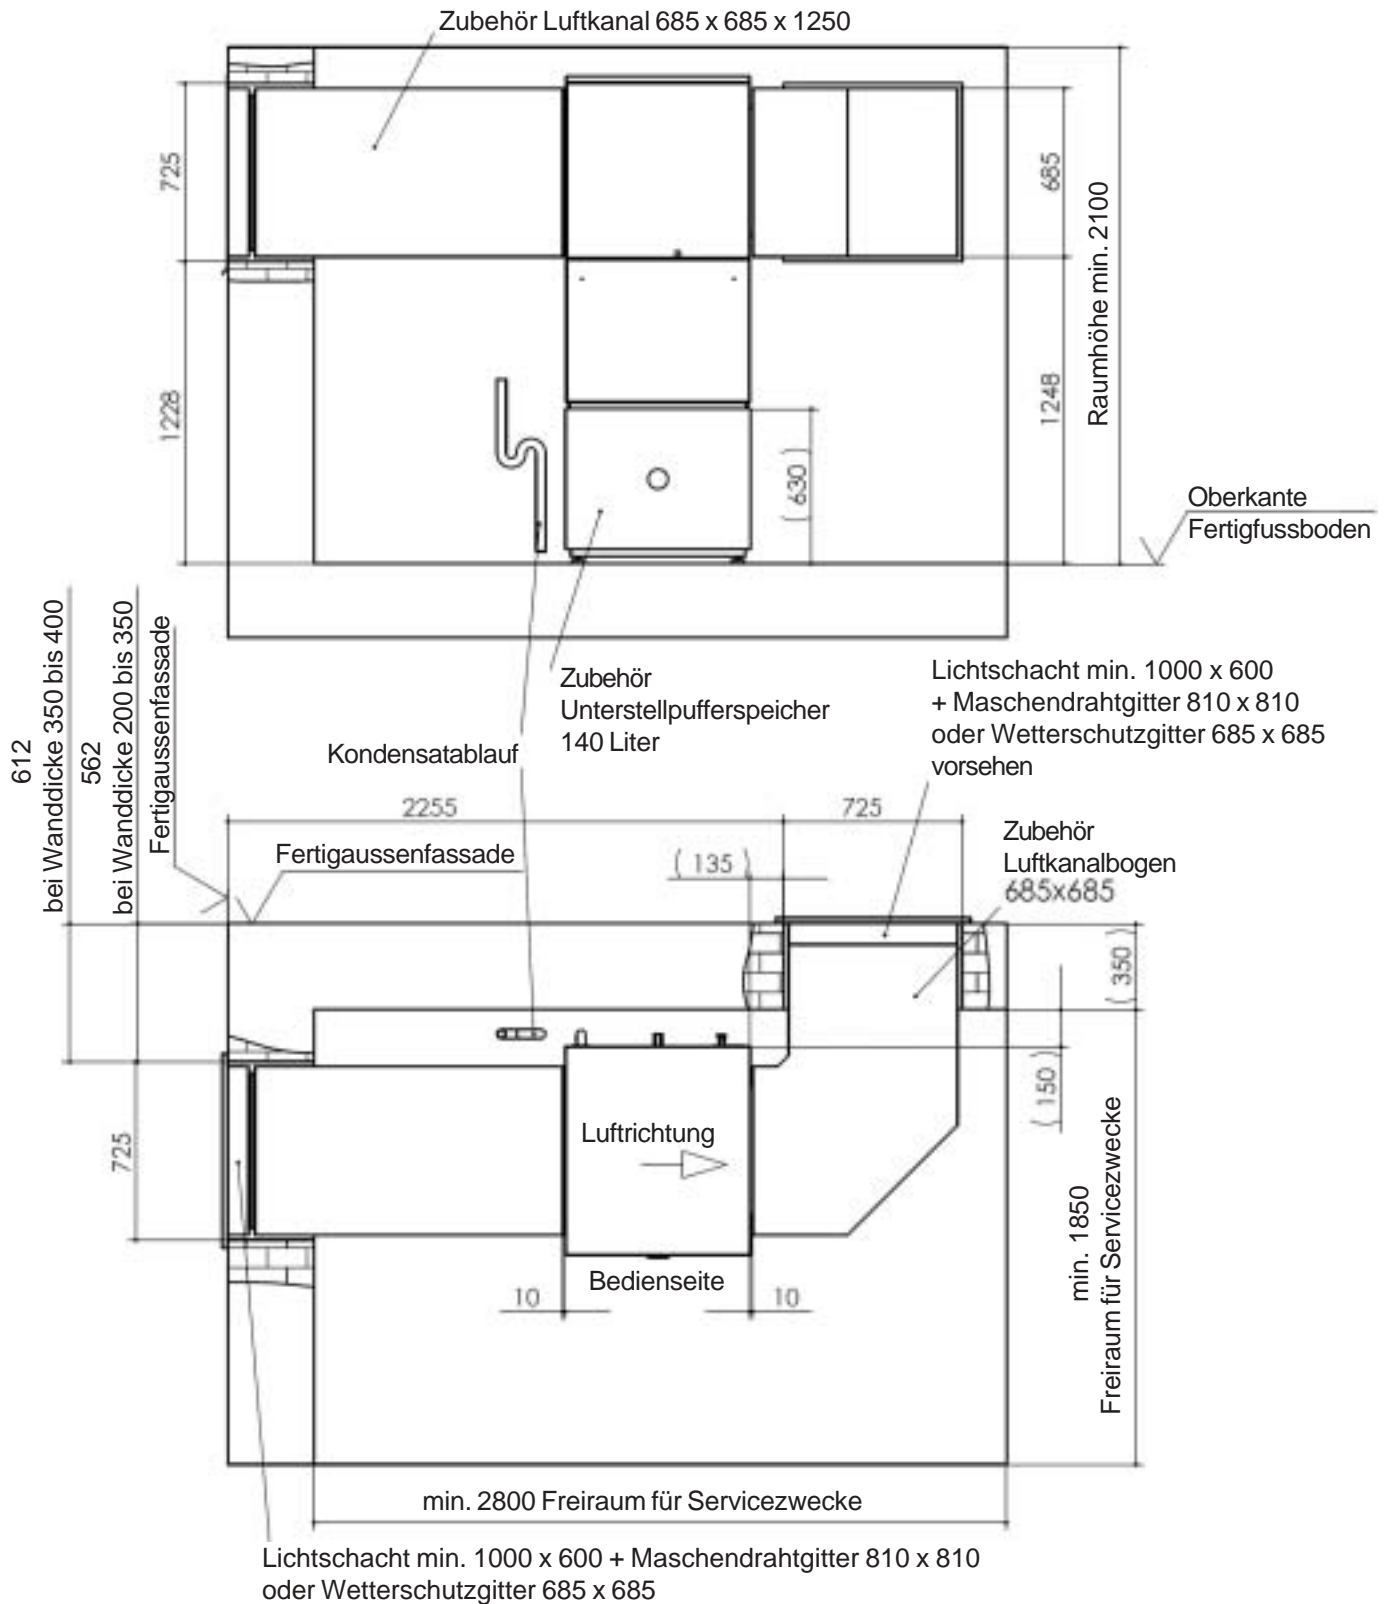 Zubehör Luftkanal 685 x 685 x 1250
725
685
Raumhöhe min. 2100
1228
1248
( 630 )
Oberkante
Fertigfussboden
612
bei Wanddicke 350 bis 400
562
bei Wanddicke 200 bis 350
Fertigaussenfassade
Zubehör
Unterstellpufferspeicher
140 Liter
Lichtschacht min. 1000 x 600
+ Maschendrahtgitter 810 x 810
oder Wetterschutzgitter 685 x 685
vorsehen
Kondensatablauf
2255
725
Fertigaussenfassade
( 135 )
Zubehör
Luftkanalbogen
685x685
( 350 )
( 150 )
Luftrichtung
725
min. 1850
Freiraum für Servicezwecke
Bedienseite
10
10
min. 2800 Freiraum für Servicezwecke
Lichtschacht min. 1000 x 600 + Maschendrahtgitter 810 x 810
oder Wetterschutzgitter 685 x 685